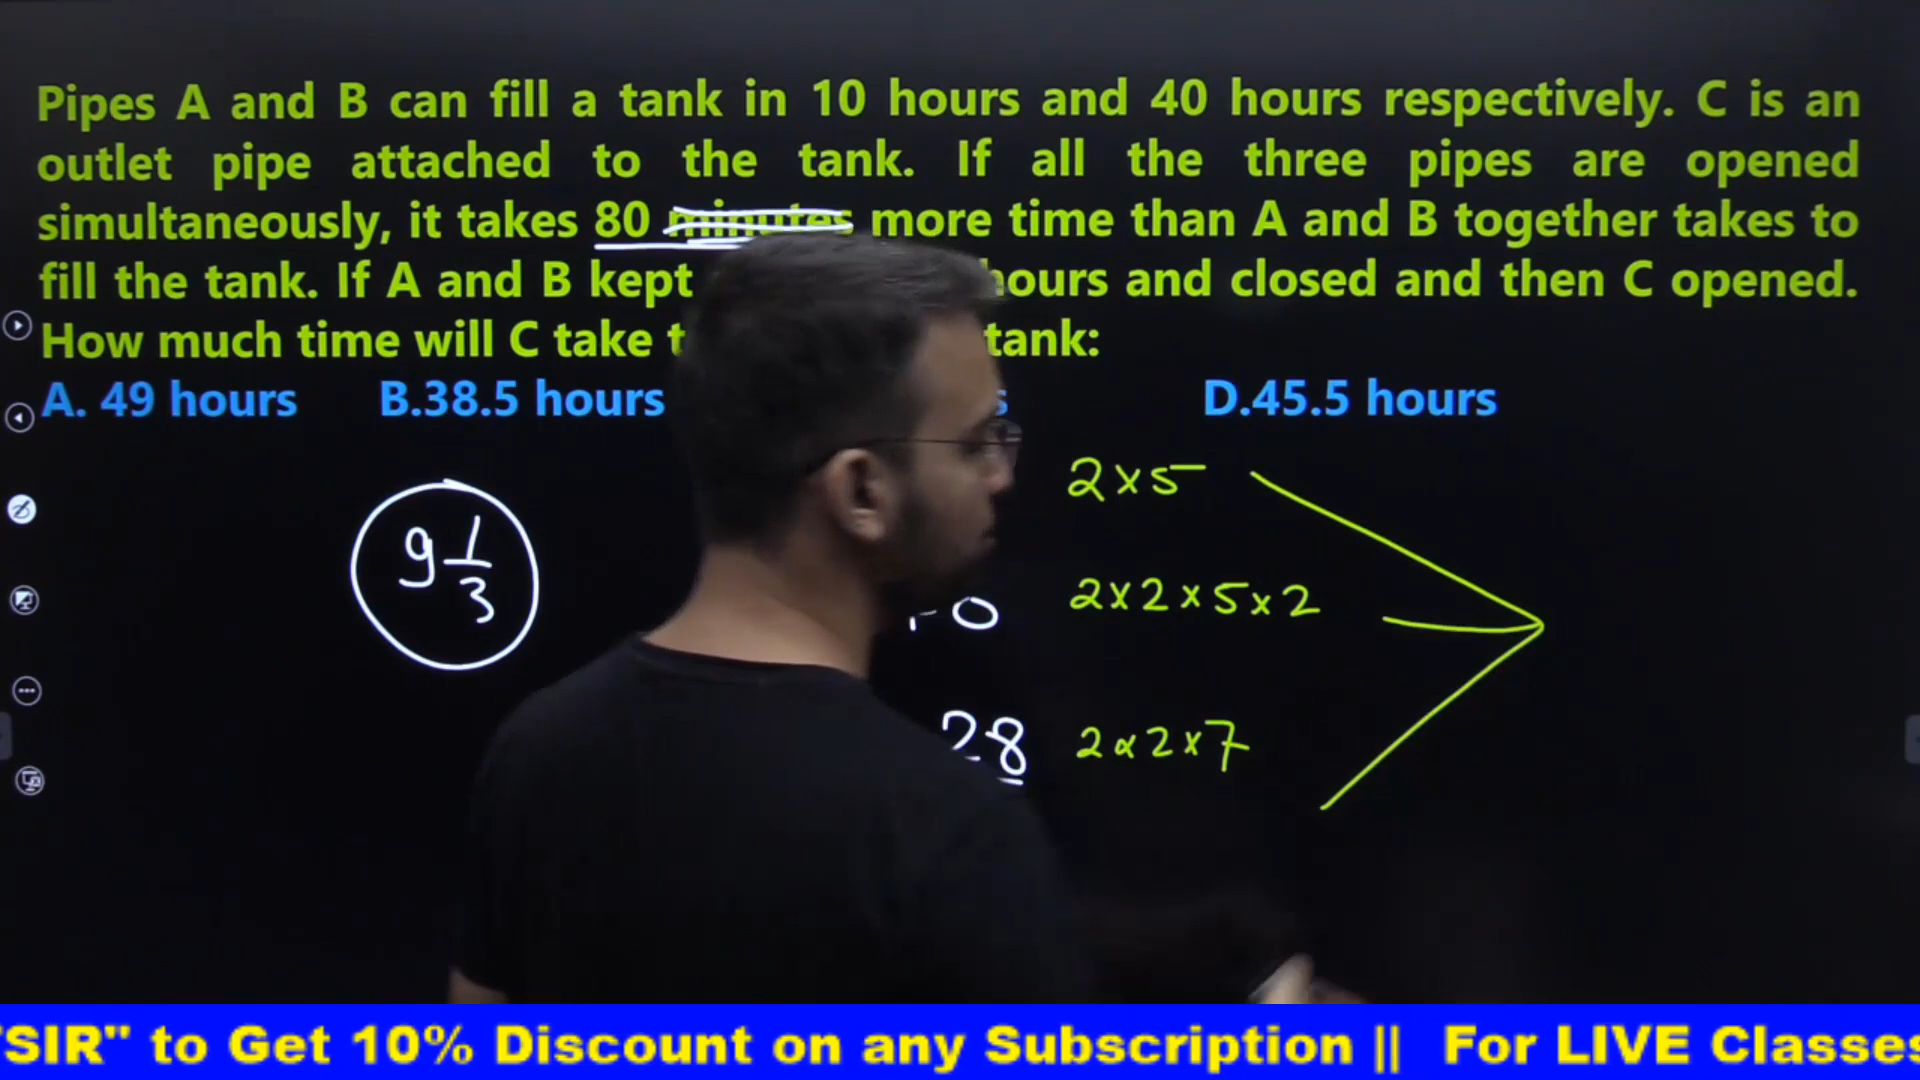 Pipes A and B can fill a tank in 10 hours and 40 hours respectively. C is an
outlet pipe attached to the tank. If all the three pipes are opened
simultaneously, it takes 80 minutes more time than A and B together takes to
fill the tank. If A and B kept hours and closed and then C opened.
How much time will C take tank:
A. 49 hours B.38.5 hours D.45.5 hours
9 1/3
2×5
2×2×5×2
28 2×2×7
SIR" to Get 10% Discount on any Subscription || For LIVE Classes